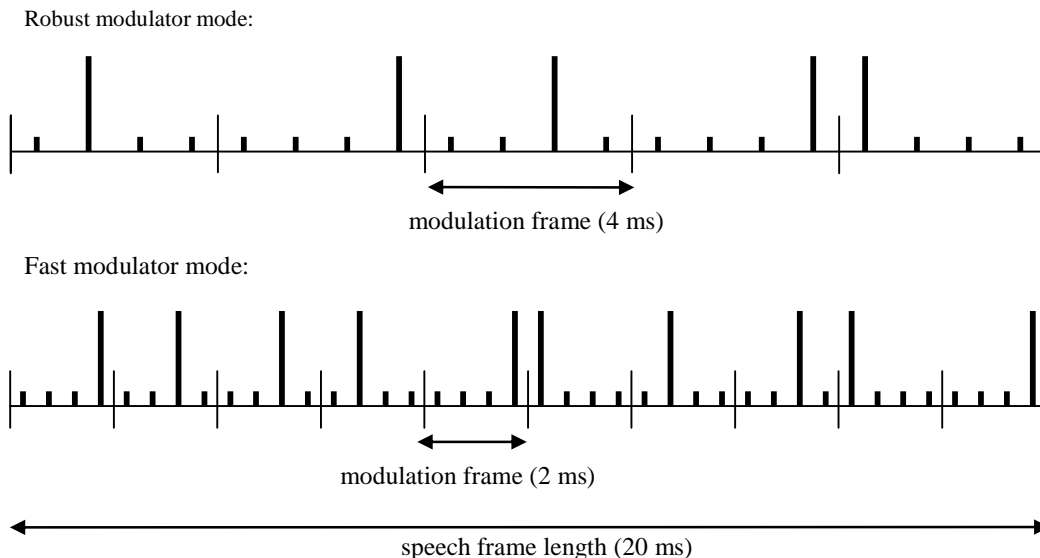 Robust modulator mode:
modulation frame (4 ms)
Fast modulator mode:
modulation frame (2 ms)
speech frame length (20 ms)